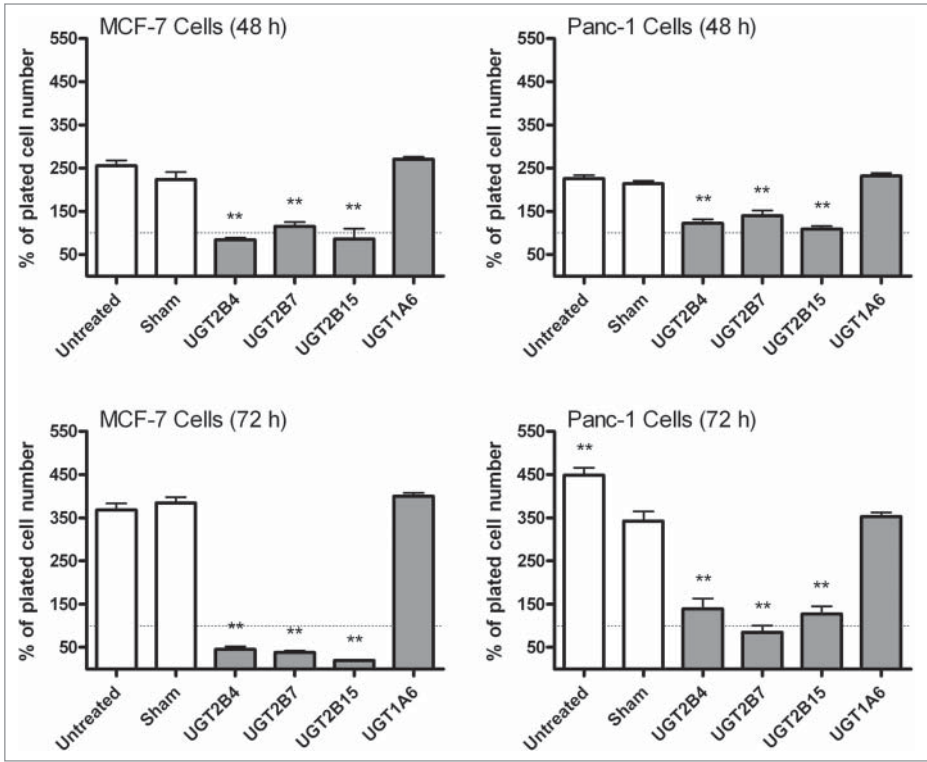 MCF-7 Cells (48 h)
% of plated cell number
550
450
350
250
150
50
** ** **
Untreated
Sham
UGT2B4
UGT2B7
UGT2B15
UGT1A6
Panc-1 Cells (48 h)
% of plated cell number
550
450
350
250
150
50
** ** **
Untreated
Sham
UGT2B4
UGT2B7
UGT2B15
UGT1A6
MCF-7 Cells (72 h)
% of plated cell number
550
450
350
250
150
50
** ** **
Untreated
Sham
UGT2B4
UGT2B7
UGT2B15
UGT1A6
Panc-1 Cells (72 h)
% of plated cell number
550
450
350
250
150
50
** ** ** **
Untreated
Sham
UGT2B4
UGT2B7
UGT2B15
UGT1A6